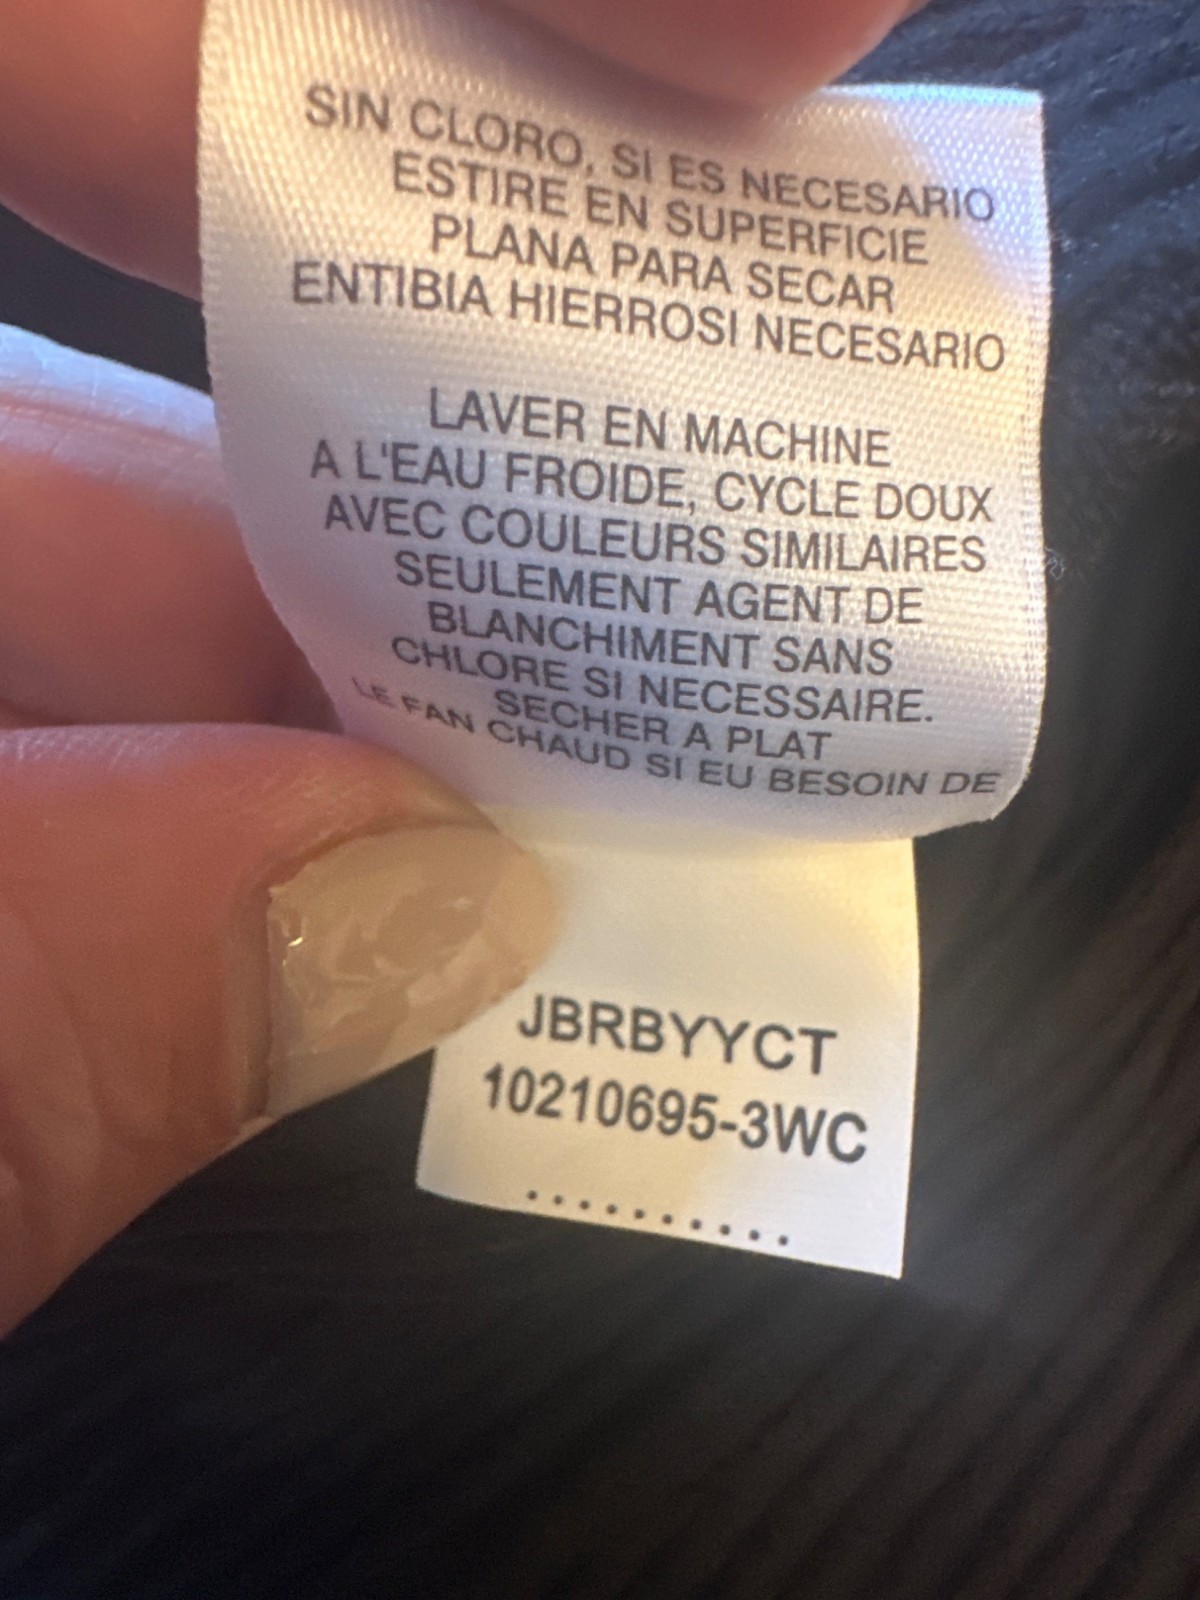 SIN CLORO, SI ES NECESARIO
ESTIRE EN SUPERFICIE
PLANA PARA SECAR
ENTIBIA HIERROSI NECESARIO
LAVER EN MACHINE
A L'EAU FROIDE, CYCLE DOUX
AVEC COULEURS SIMILAIRES
SEULEMENT AGENT DE
BLANCHIMENT SANS
CHLORE SI NECESSAIRE.
SECHER A PLAT
LE FAN CHAUD SI EU BESOIN DE
JBRBYYCT
10210695-3WC
..........